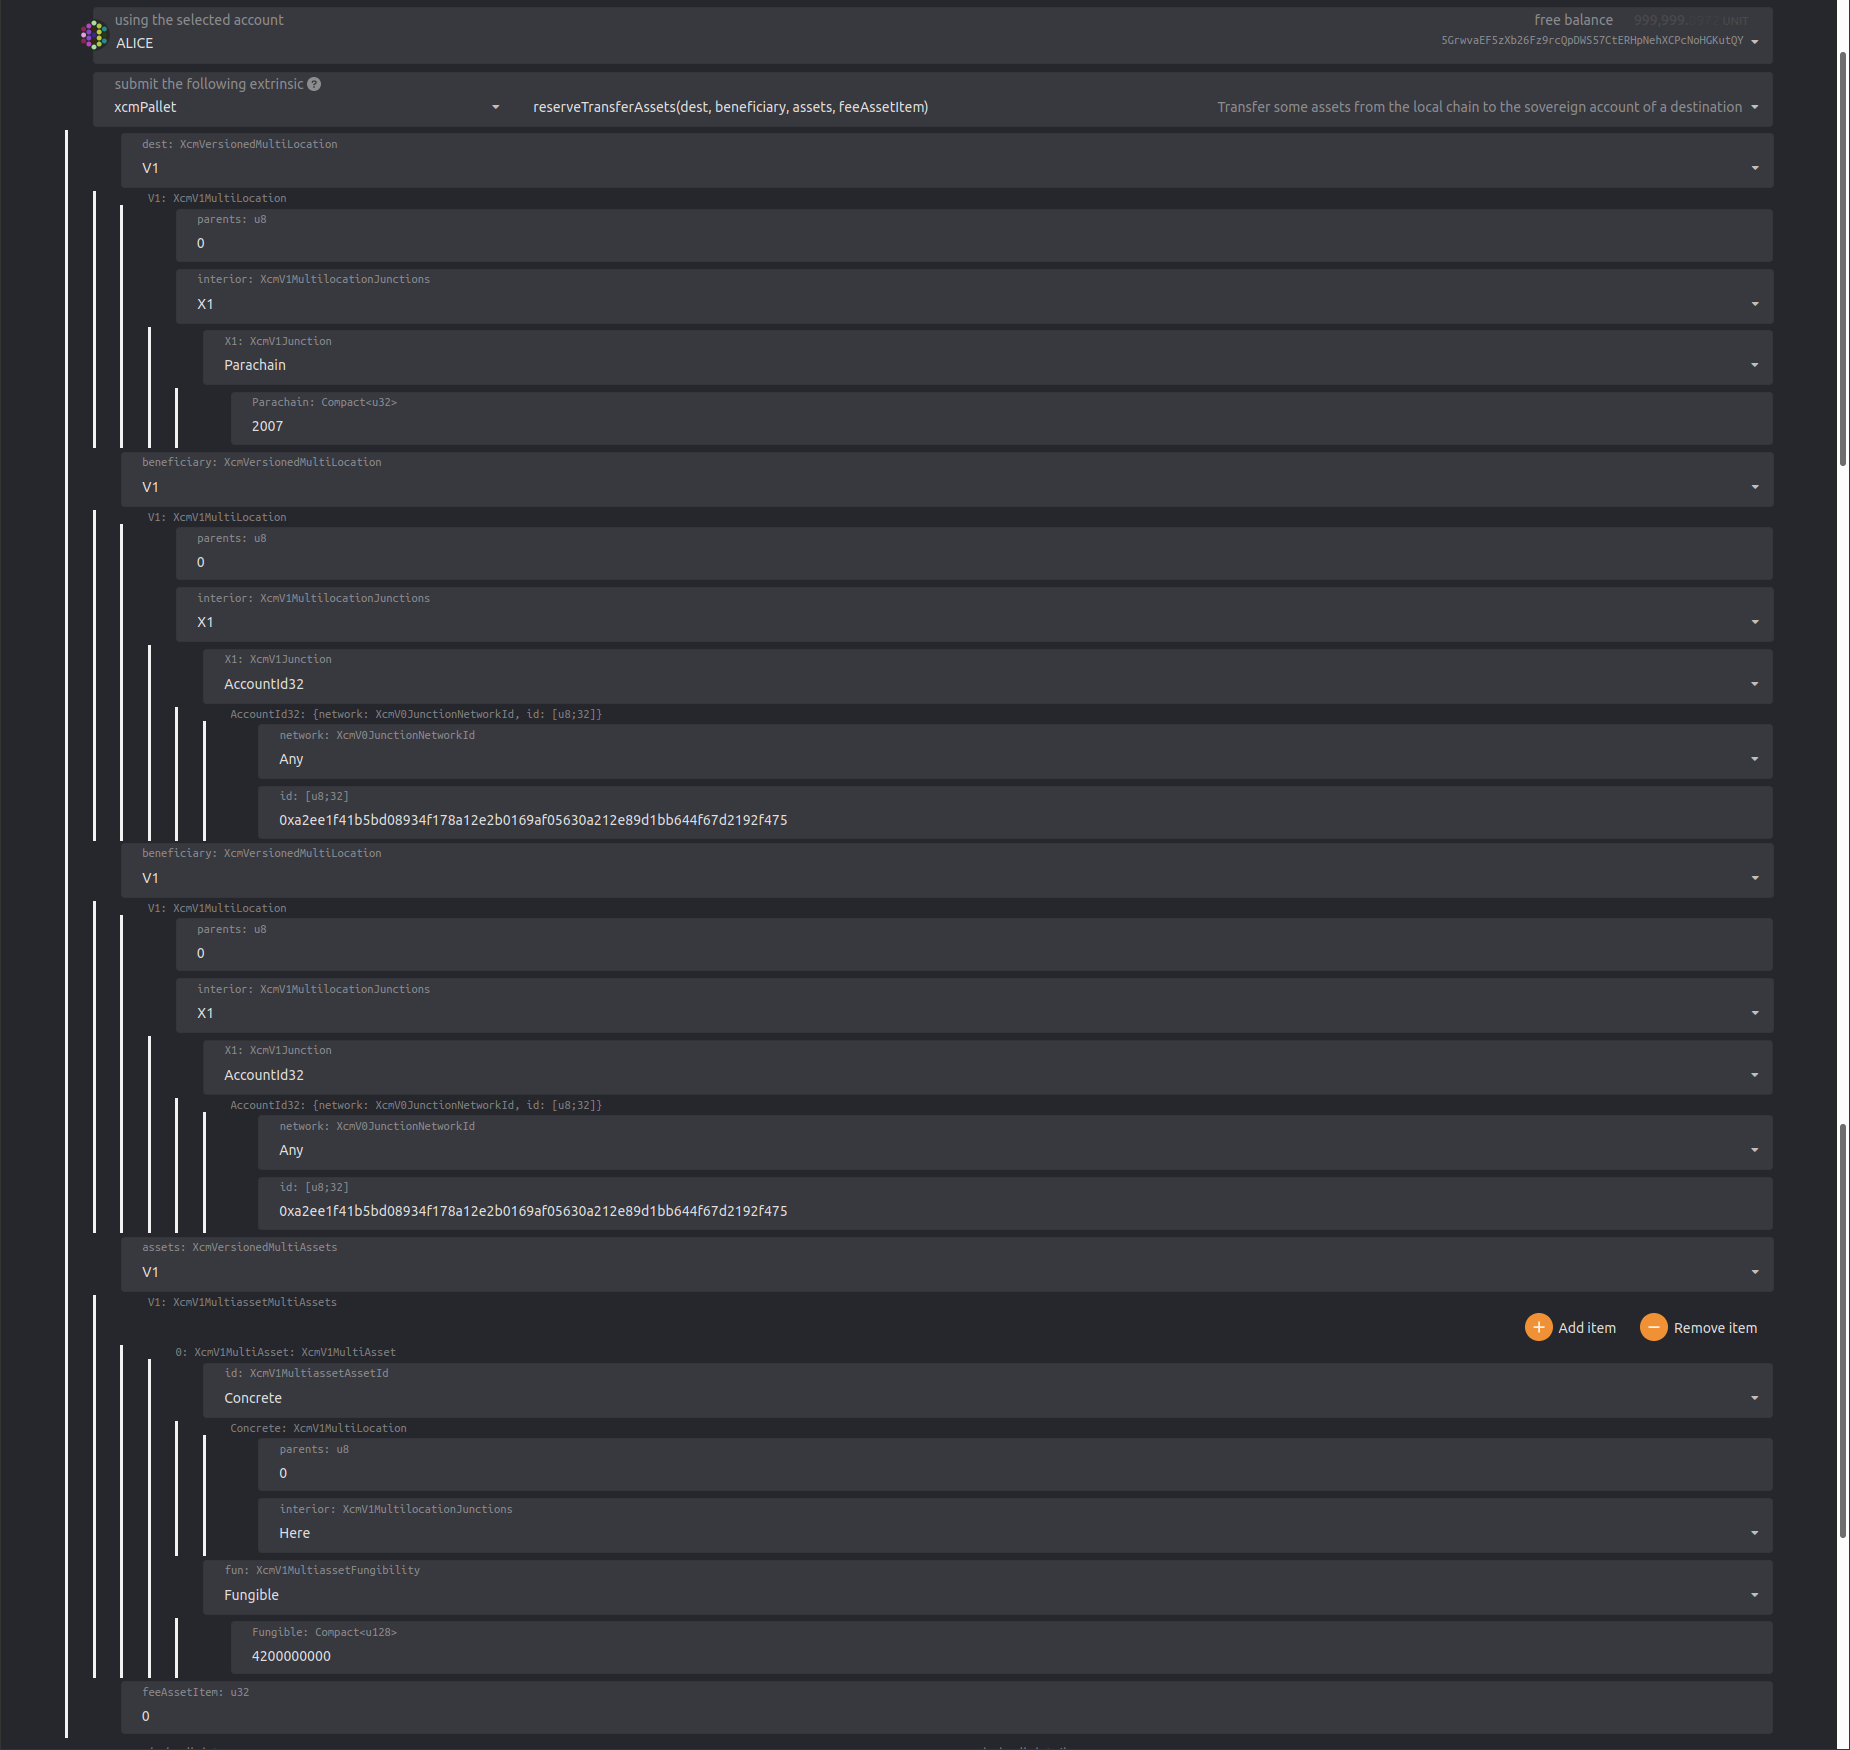 using the selected account
free balance 999,999. UNIT
ALICE
5GrwvaEF5zXb26Fz9rcQpDWS57CtERHpNehXCPcNoHGKutQY
submit the following extrinsic ?
xcmPallet
reserveTransferAssets(dest, beneficiary, assets, feeAssetItem)
Transfer some assets from the local chain to the sovereign account of a destination
dest: XcmVersionedMultiLocation
V1
V1: XcmV1MultiLocation
parents: u8
0
interior: XcmV1MultilocationJunctions
X1
X1: XcmV1Junction
Parachain
Parachain: Compact<u32>
2007
beneficiary: XcmVersionedMultiLocation
V1
V1: XcmV1MultiLocation
parents: u8
0
interior: XcmV1MultilocationJunctions
X1
X1: XcmV1Junction
AccountId32
AccountId32: {network: XcmV0JunctionNetworkId, id: [u8;32]}
network: XcmV0JunctionNetworkId
Any
id: [u8;32]
0xa2ee1f41b5bd08934f178a12e2b0169af05630a212e89d1bb644f67d2192f475
beneficiary: XcmVersionedMultiLocation
V1
V1: XcmV1MultiLocation
parents: u8
0
interior: XcmV1MultilocationJunctions
X1
X1: XcmV1Junction
AccountId32
AccountId32: {network: XcmV0JunctionNetworkId, id: [u8;32]}
network: XcmV0JunctionNetworkId
Any
id: [u8;32]
0xa2ee1f41b5bd08934f178a12e2b0169af05630a212e89d1bb644f67d2192f475
assets: XcmVersionedMultiAssets
V1
V1: XcmV1MultiassetMultiAssets
Add item
Remove item
0: XcmV1MultiAsset: XcmV1MultiAsset
id: XcmV1MultiassetAssetId
Concrete
Concrete: XcmV1MultiLocation
parents: u8
0
interior: XcmV1MultilocationJunctions
Here
fun: XcmV1MultiassetFungibility
Fungible
Fungible: Compact<u128>
4200000000
feeAssetItem: u32
0